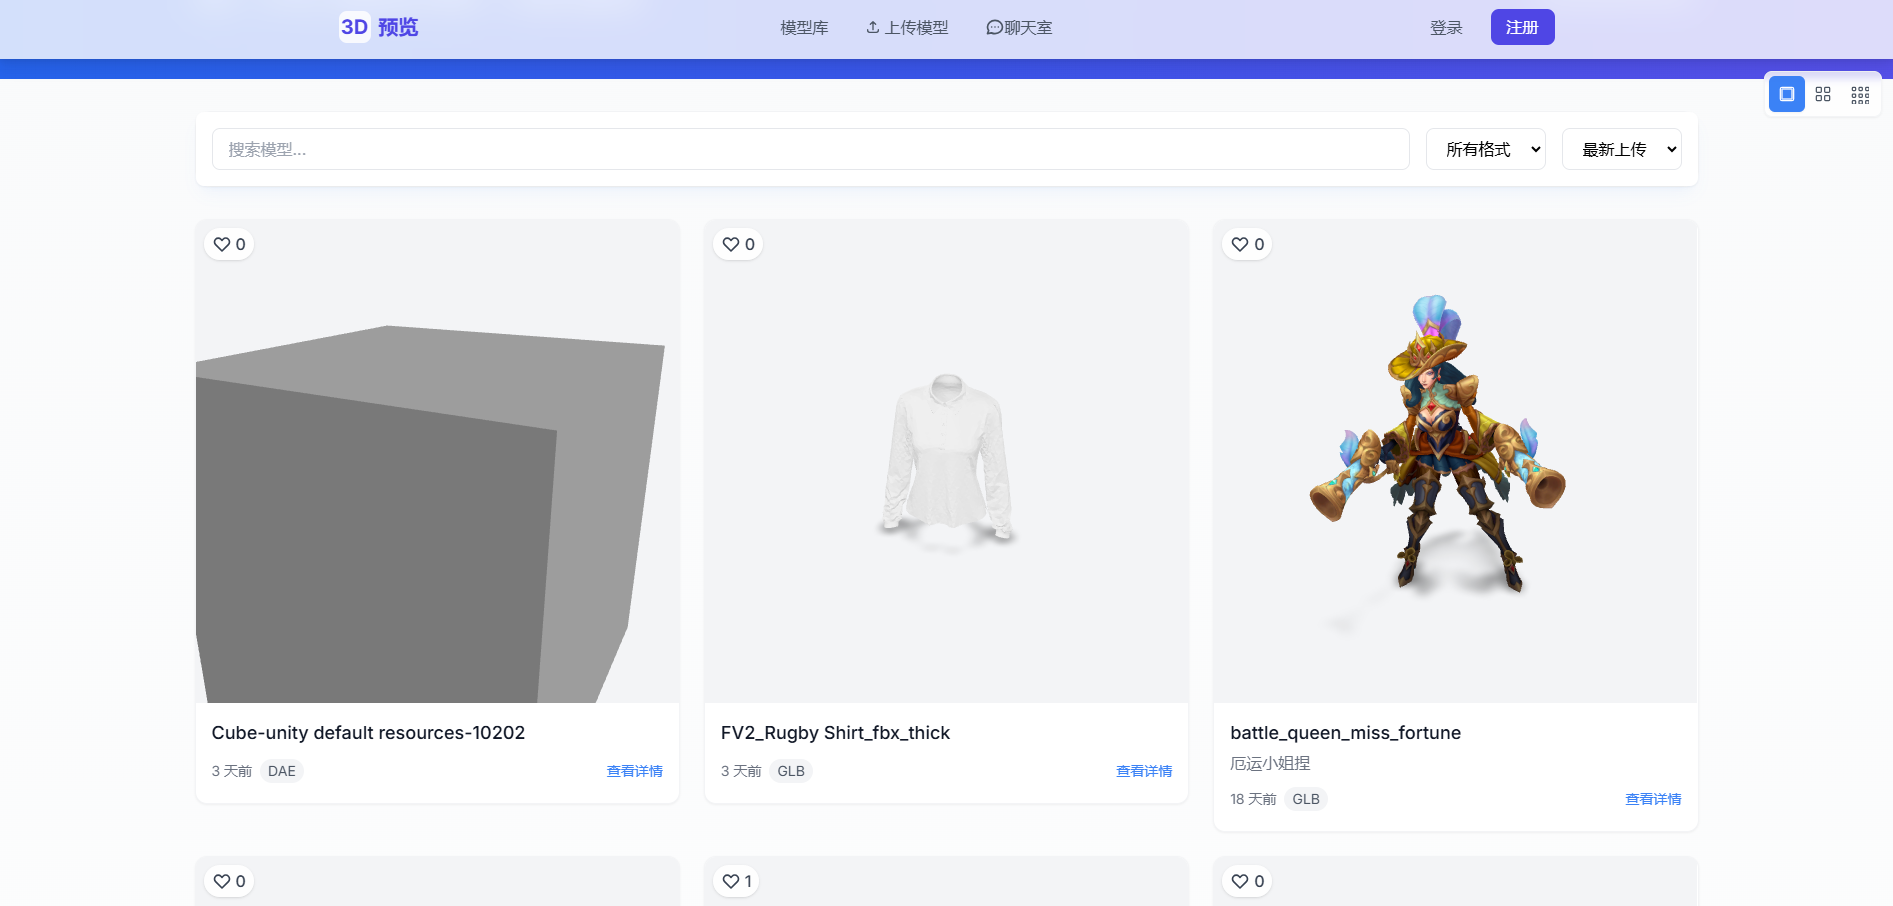 3D 预览
模型库 上传模型 聊天室 登录 注册
搜索模型... 所有格式 最新上传
0 0 0
Cube-unity default resources-10202
3 天前 DAE 查看详情
FV2_Rugby Shirt_fbx_thick
3 天前 GLB 查看详情
battle_queen_miss_fortune
厄运小姐捏
18 天前 GLB 查看详情
0 1 0